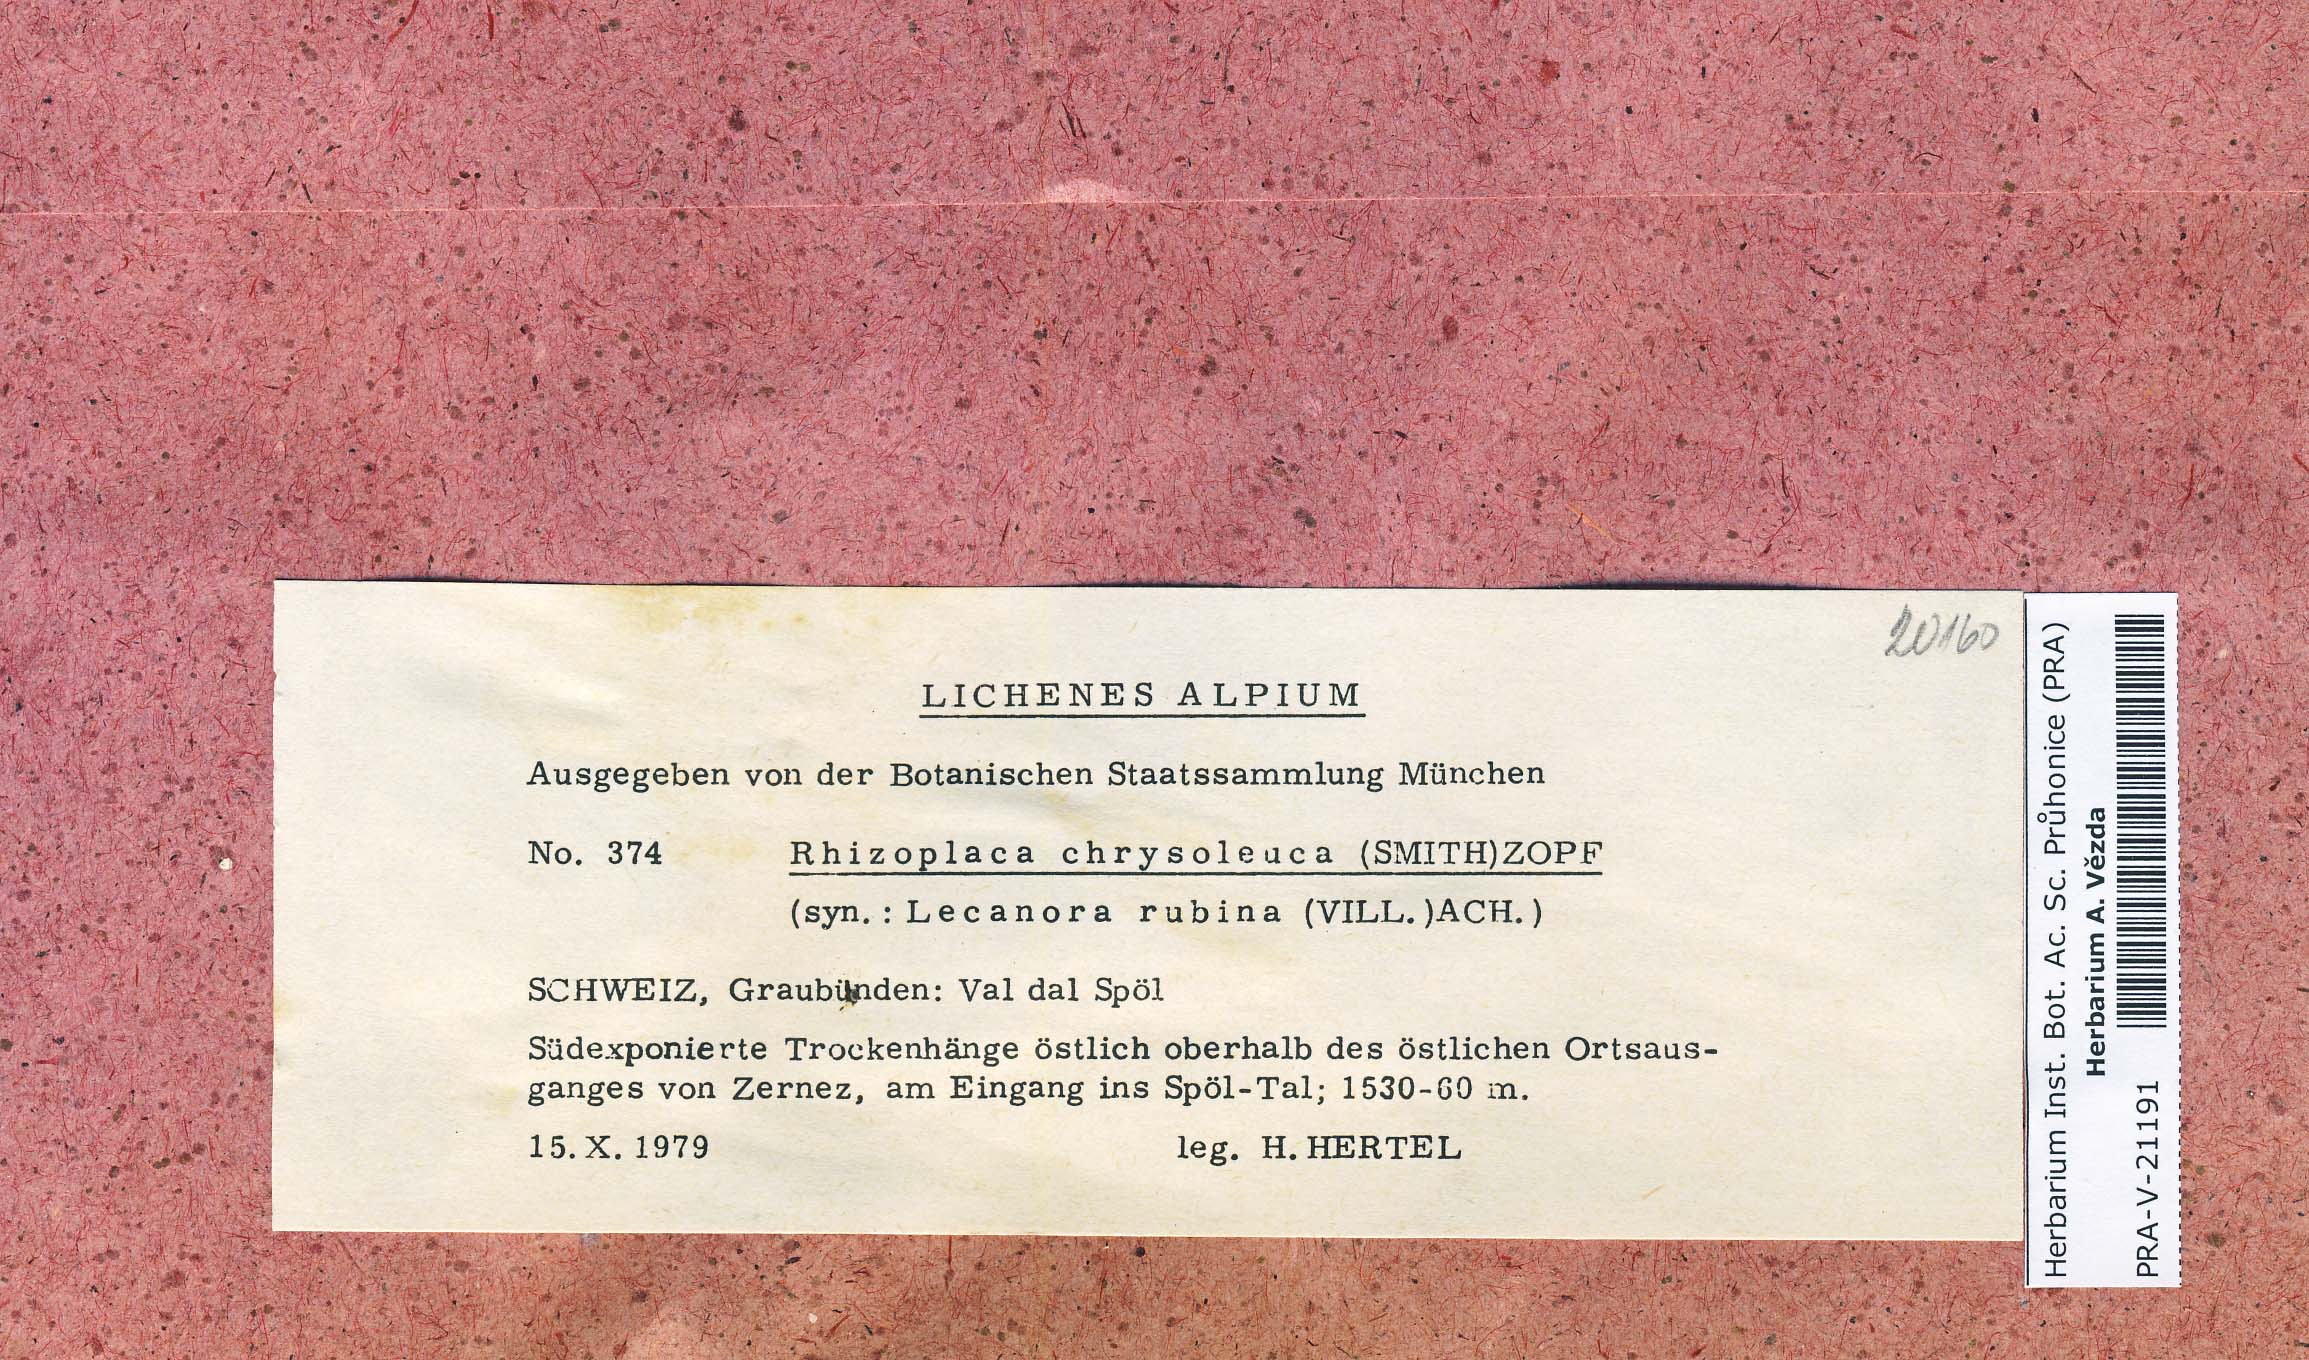 20160
LICHENES ALPIUM
Ausgegeben von der Botanischen Staatssammlung München
No. 374 Rhizoplaca chrysoleuca (SMITH)ZOPF
(syn.: Lecanora rubina (VILL.)ACH.)
SCHWEIZ, Graubünden: Val dal Spöl
Südexponierte Trockenhänge östlich oberhalb des östlichen Ortsaus-
ganges von Zernez, am Eingang ins Spöl-Tal; 1530-60 m.
15.X.1979 leg. H.HERTEL
Herbarium Inst. Bot. Ac. Sc. Průhonice (PRA)
Herbarium A. Vězda
PRA-V-21191